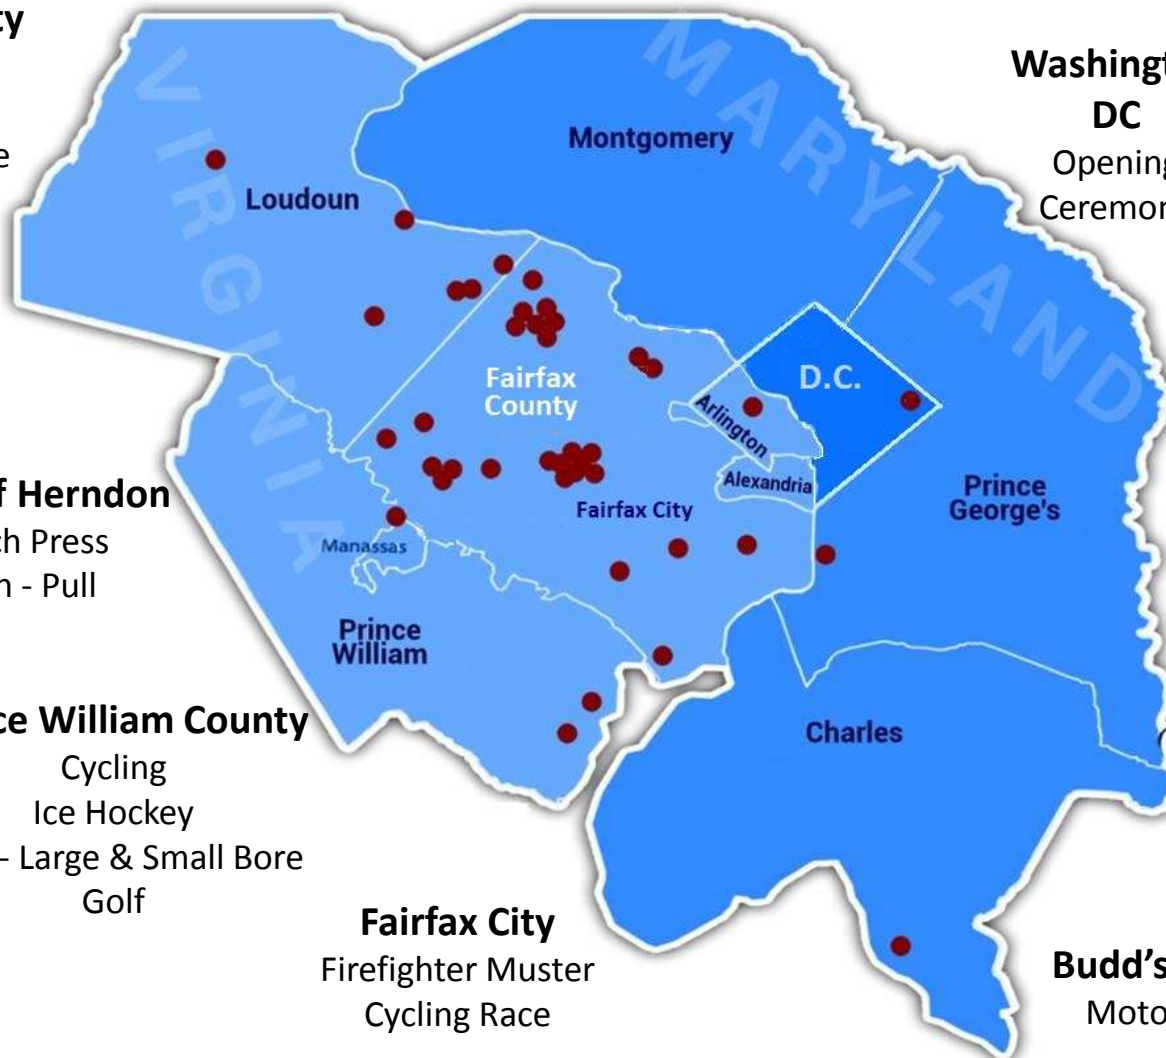 ty
e
VIRGINIA
MARYLAND
Montgomery
Loudoun
Washingt
DC
Opening
Ceremon
Fairfax
County
D.C.
Arlington
Alexandria
Fairfax City
Prince
George's
Manassas
Prince
William
Charles
f Herndon
ch Press
n - Pull
ce William County
Cycling
Ice Hockey
- Large & Small Bore
Golf
Fairfax City
Firefighter Muster
Cycling Race
Budd's
Moto